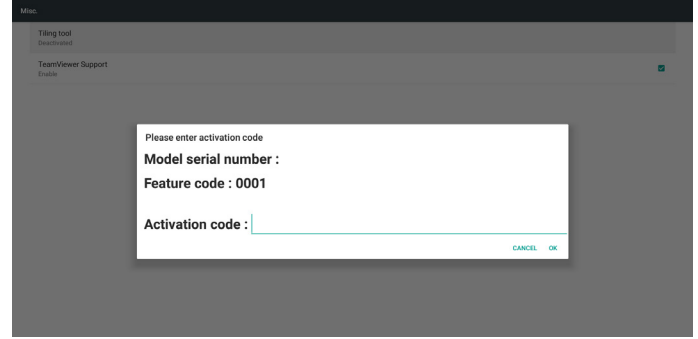 Misc.
Tiling tool
Deactivated
TeamViewer Support
Enable
Please enter activation code
Model serial number :
Feature code : 0001
Activation code :
CANCEL OK